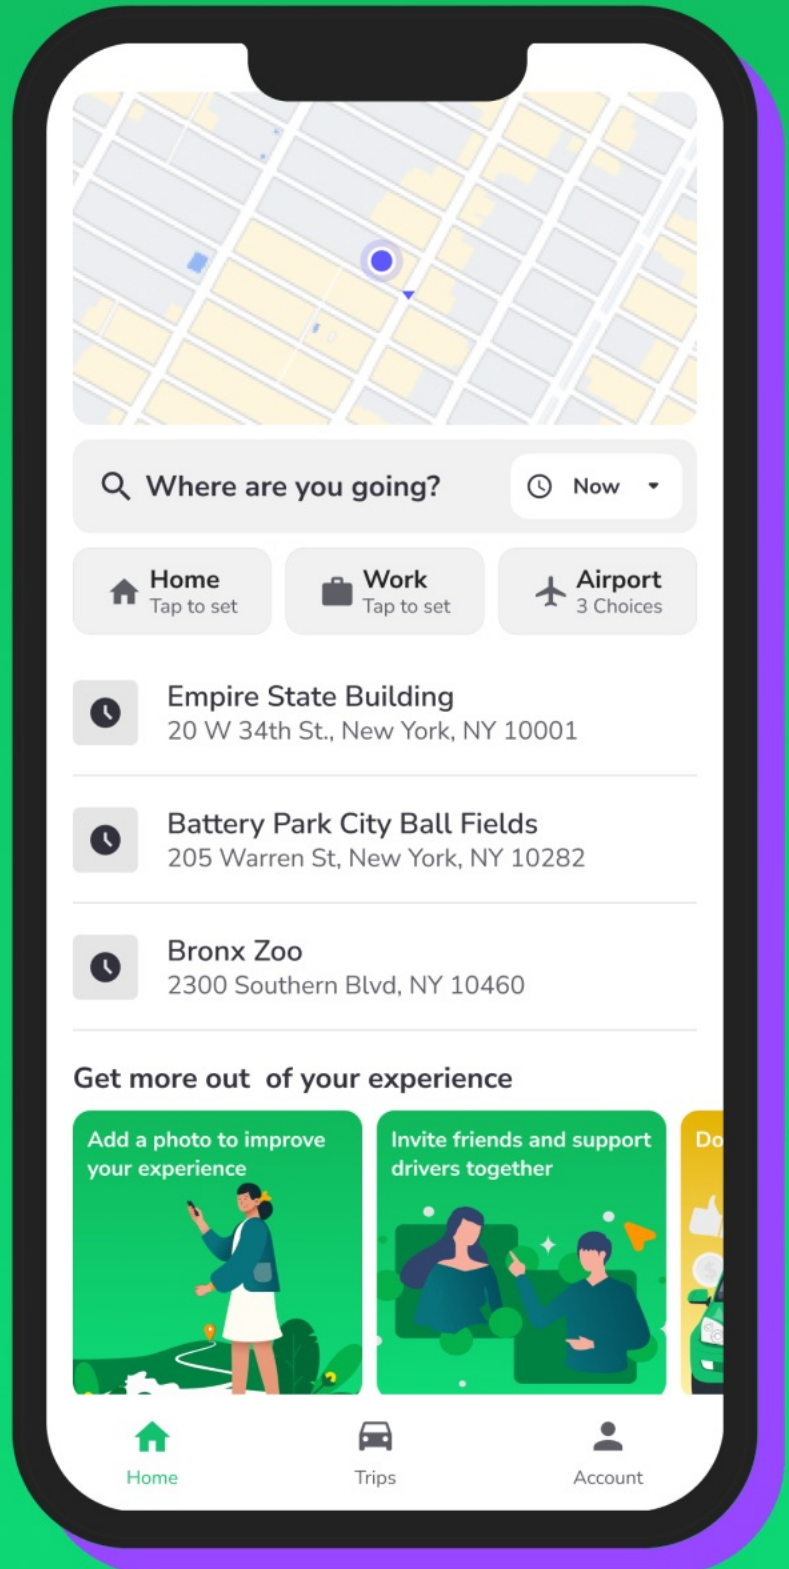 Where are you going?
Now
Home
Tap to set
Work
Tap to set
Airport
3 Choices
Empire State Building
20 W 34th St., New York, NY 10001
Battery Park City Ball Fields
205 Warren St, New York, NY 10282
Bronx Zoo
2300 Southern Blvd, NY 10460
Get more out  of your experience
Add a photo to improve
your experience
Invite friends and support
drivers together
Do
Home
Trips
Account